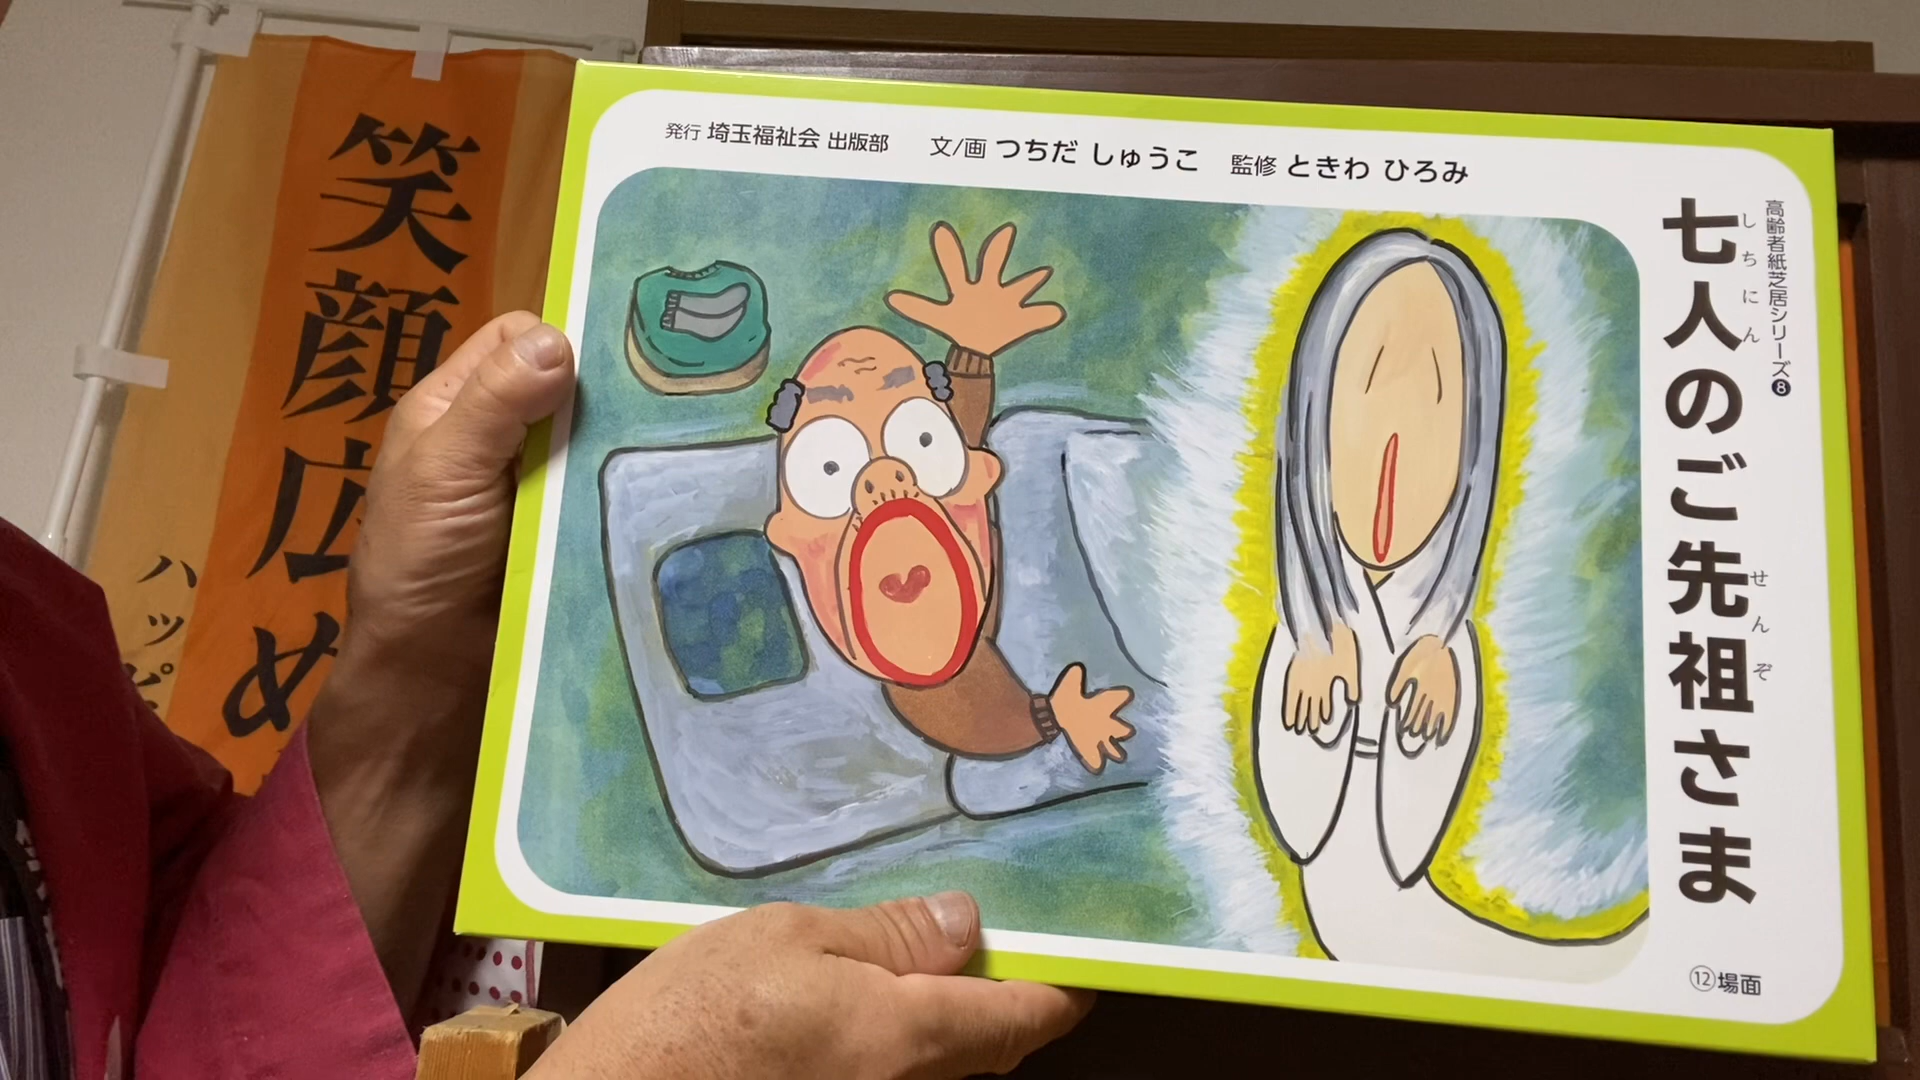 発行 埼玉福祉会 出版部 文/画 つちだ しゅうこ 監修 ときわ ひろみ
高齢者紙芝居シリーズ❽
七人のご先祖さま
しちにん
せんぞ
⑫場面
笑顔広め
ハッピ